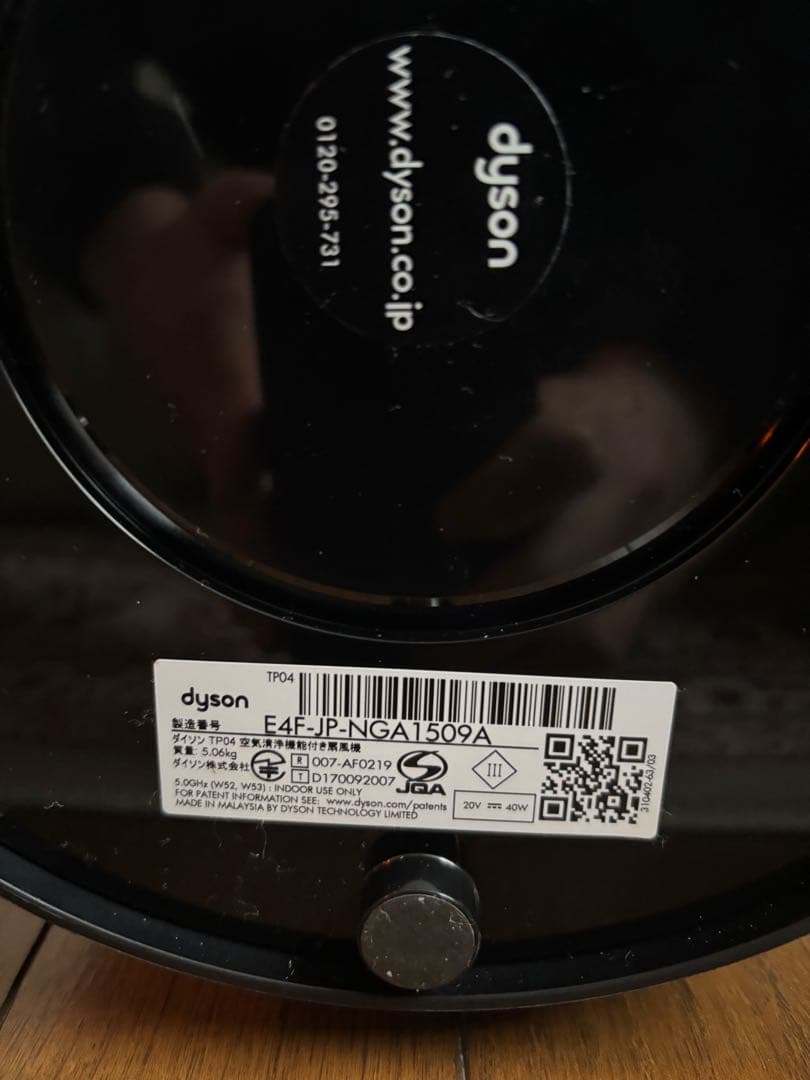 dyson
www.dyson.co.jp
0120-295-731
TP04
dyson
製造番号 E4F-JP-NGA1509A
ダイソン TP04 空気清浄機能付き扇風機
質量: 5.06kg
ダイソン株式会社
R 007-AF0219
T D170092007
JQA
III
5.0GHz (W52, W53) : INDOOR USE ONLY
FOR PATENT INFORMATION SEE: www.dyson.com/patents
MADE IN MALAYSIA BY DYSON TECHNOLOGY LIMITED
20V ⎓ 40W
310402-63/03